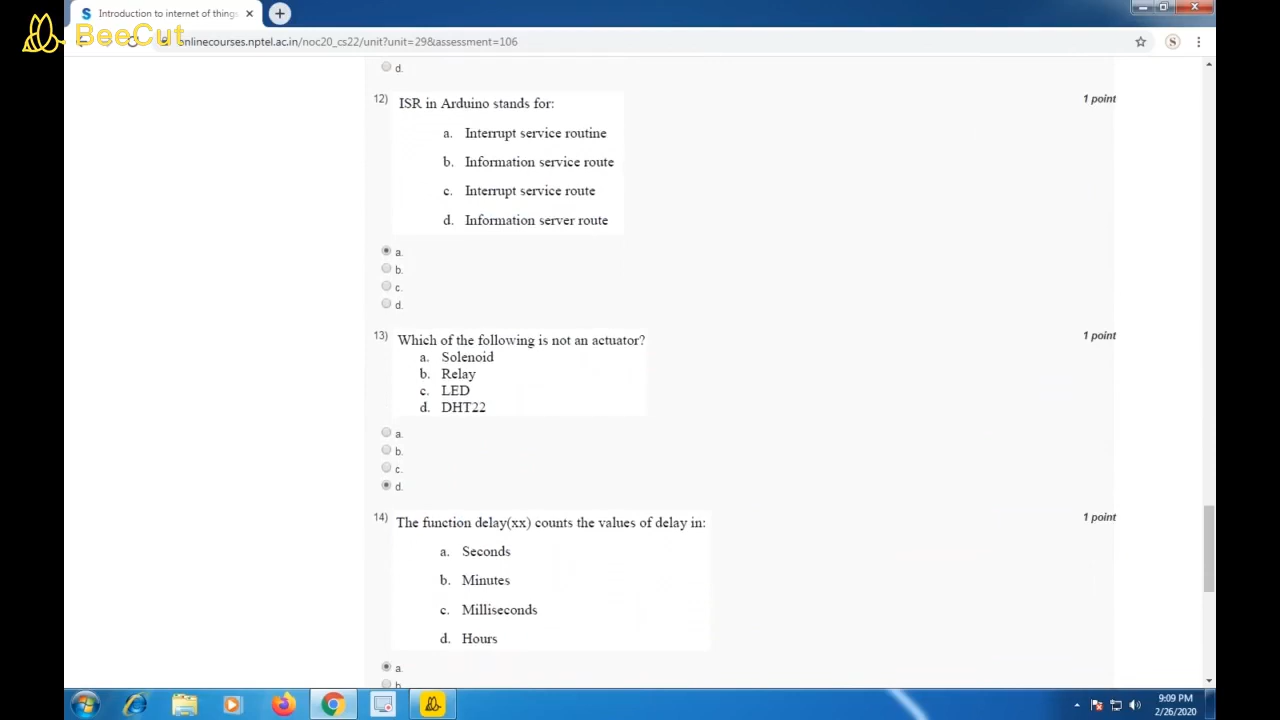 Introduction to internet of things
BeeCut
onlinecourses.nptel.ac.in/noc20_cs22/unit?unit=29&assessment=106
S
d.
12) ISR in Arduino stands for: 1 point
a. Interrupt service routine
b. Information service route
c. Interrupt service route
d. Information server route
a.
b.
c.
d.
13) Which of the following is not an actuator? 1 point
a. Solenoid
b. Relay
c. LED
d. DHT22
a.
b.
c.
d.
14) The function delay(xx) counts the values of delay in: 1 point
a. Seconds
b. Minutes
c. Milliseconds
d. Hours
a.
b.
9:09 PM
2/26/2020